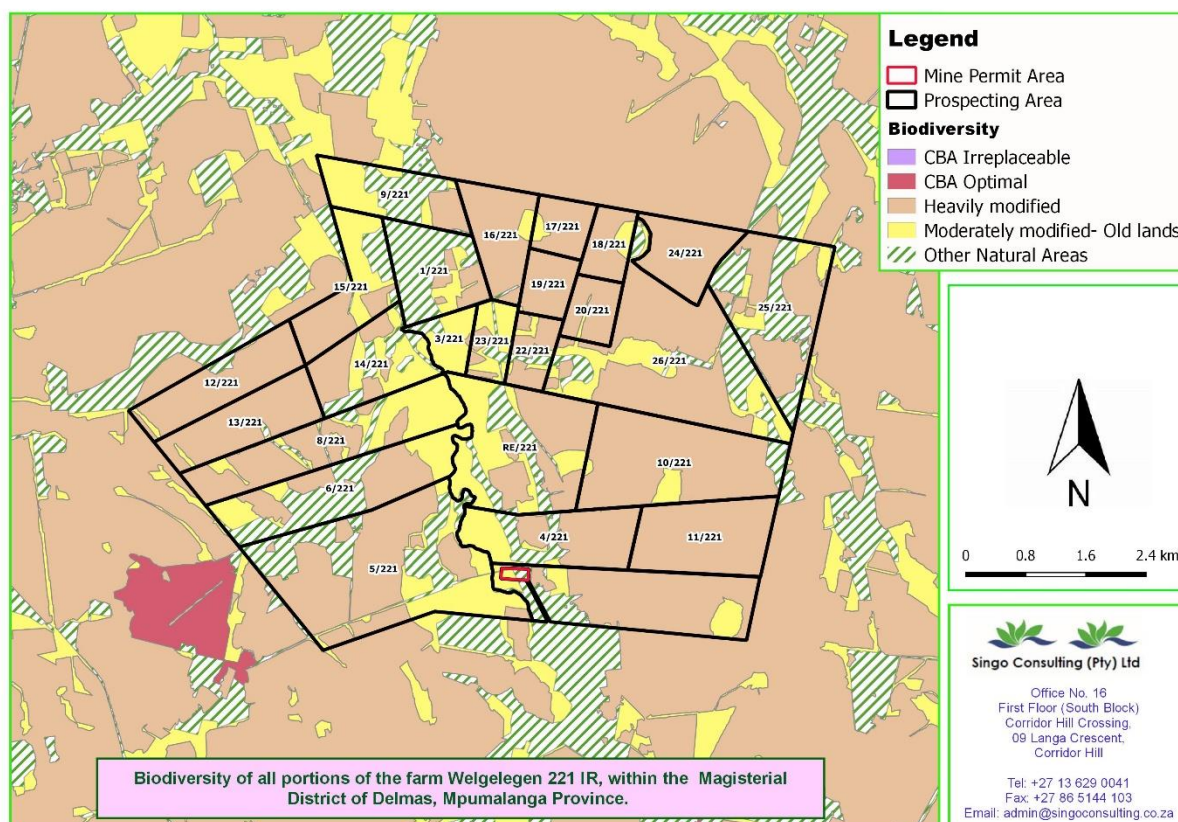 Legend
Mine Permit Area
Prospecting Area
Biodiversity
CBA Irreplaceable
CBA Optimal
Heavily modified
Moderately modified- Old lands
Other Natural Areas
9/221
16/221
17/221
18/221
24/221
1/221
15/221
19/221
20/221
25/221
3/221
23/221
22/221
26/221
14/221
12/221
13/221
8/221
RE/221
10/221
6/221
4/221
11/221
5/221
N
0 0.8 1.6 2.4 km
Singo Consulting (Pty) Ltd
Office No. 16
First Floor (South Block)
Corridor Hill Crossing,
09 Langa Crescent,
Corridor Hill
Tel: +27 13 629 0041
Fax: +27 86 5144 103
Email: admin@singoconsulting.co.za
Biodiversity of all portions of the farm Welgelegen 221 IR, within the Magisterial
District of Delmas, Mpumalanga Province.